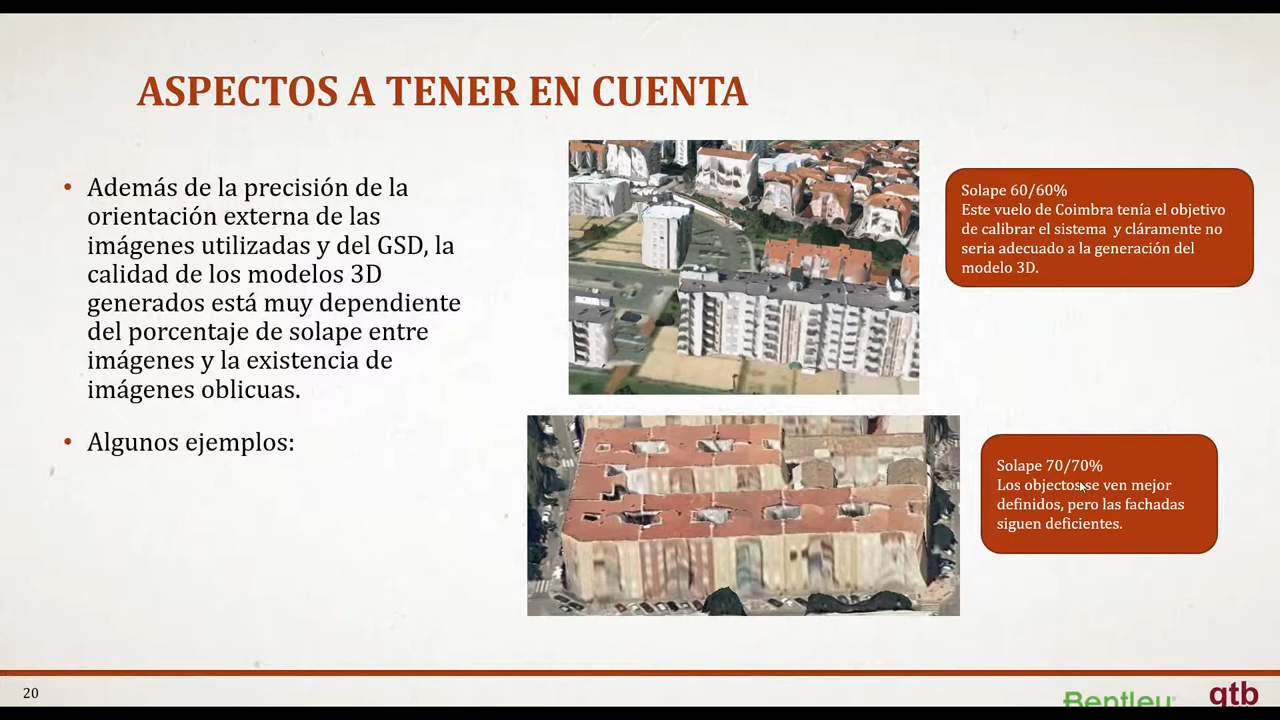 ASPECTOS A TENER EN CUENTA
• Además de la precisión de la
orientación externa de las
imágenes utilizadas y del GSD, la
calidad de los modelos 3D
generados está muy dependiente
del porcentaje de solape entre
imágenes y la existencia de
imágenes oblicuas.
• Algunos ejemplos:
Solape 60/60%
Este vuelo de Coimbra tenía el objetivo
de calibrar el sistema y cláramente no
seria adecuado a la generación del
modelo 3D.
Solape 70/70%
Los objectos se ven mejor
definidos, pero las fachadas
siguen deficientes.
20
Bentley
qtb